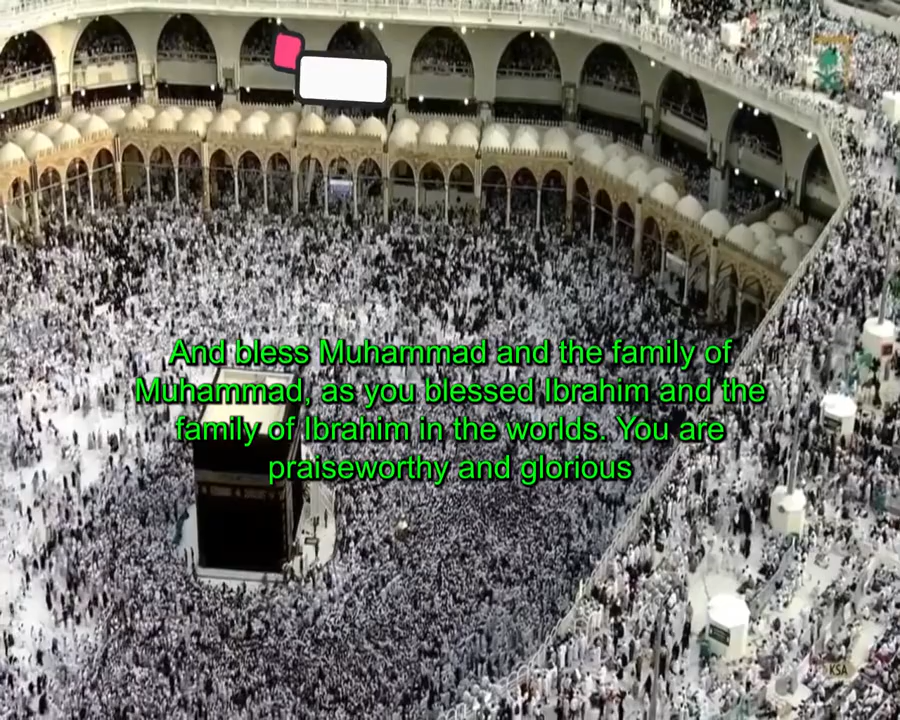 And bless Muhammad and the family of
Muhammad, as you blessed Ibrahim and the
family of Ibrahim in the worlds. You are
praiseworthy and glorious
KSA